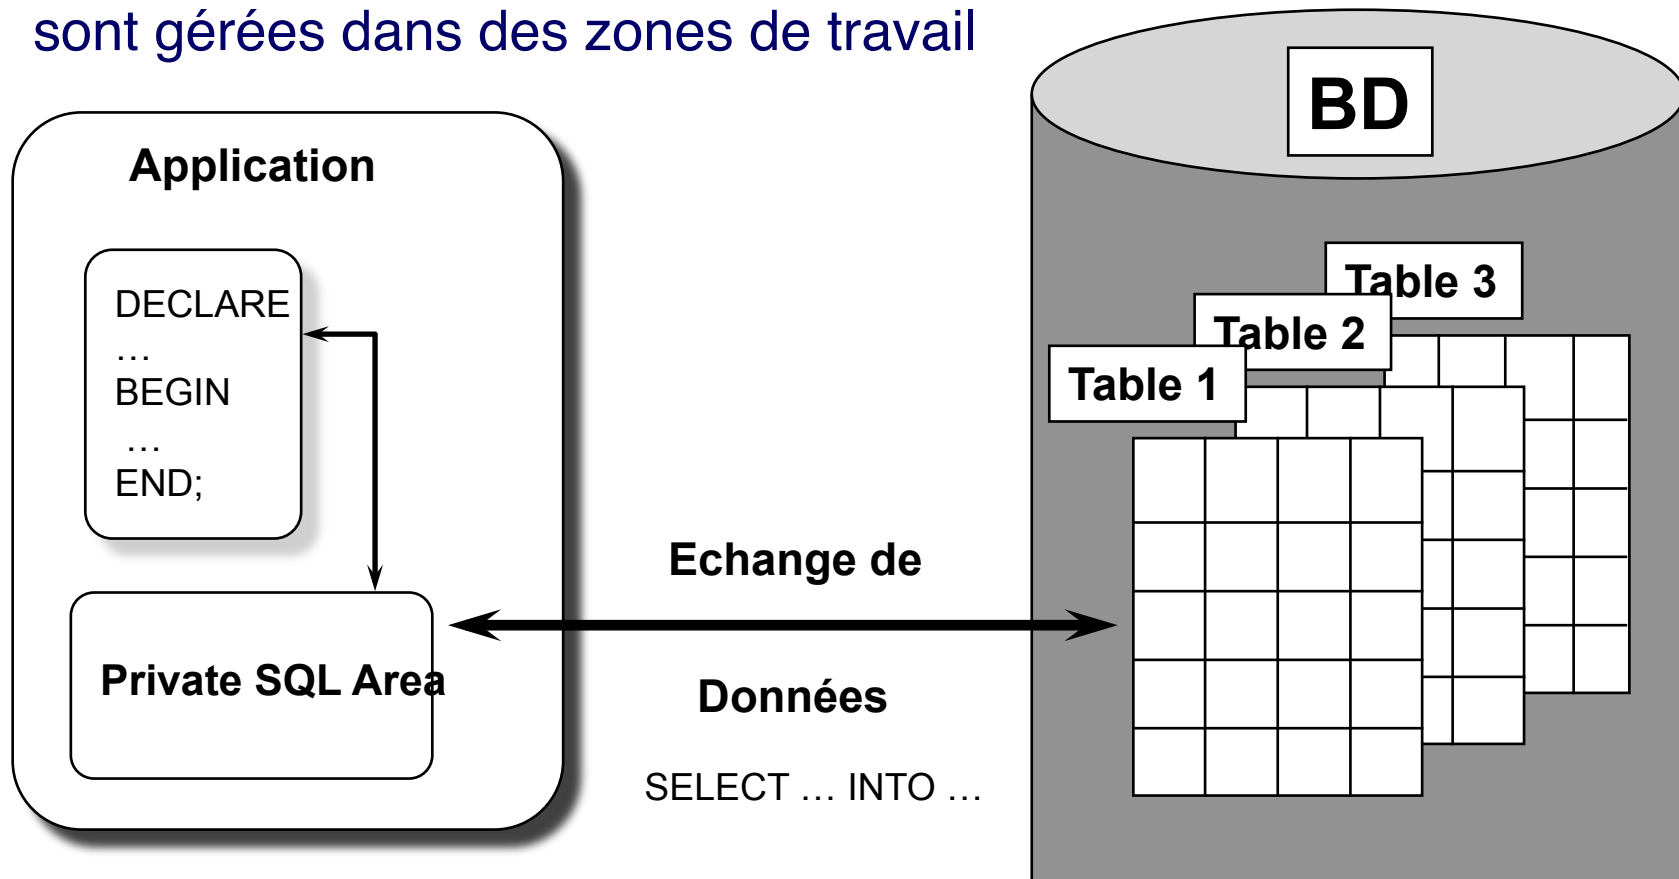 sont gérées dans des zones de travail
BD
Application
DECLARE
…
BEGIN
…
END;
Private SQL Area
Echange de
Données
SELECT … INTO …
Table 3
Table 2
Table 1